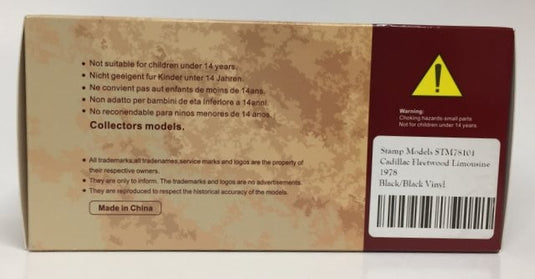 • Not suitable for children under 14 years.
• Nicht geeigent fur Kinder unter 14 Jahren.
• Ne convient pas aut enfants de moins de 14ans.
• Non adatto per bambini de eta Inferiore a 14anni.
• No reconendable para ninos menores de 14 anos.
Collectors models.
• All trademarks,all tradenames,service marks and logos are the property of
their respective owners.
• They are only to inform. The trademarks and logos are no advertisements.
• They are reproduced to respect the historical accuracy of the models.
Made in China
!
Warning:
Choking hazards-small parts
Not for children under 14 years
Stamp Models STM78101
Cadillac Fleetwood Limousine
1978
Black/Black Vinyl